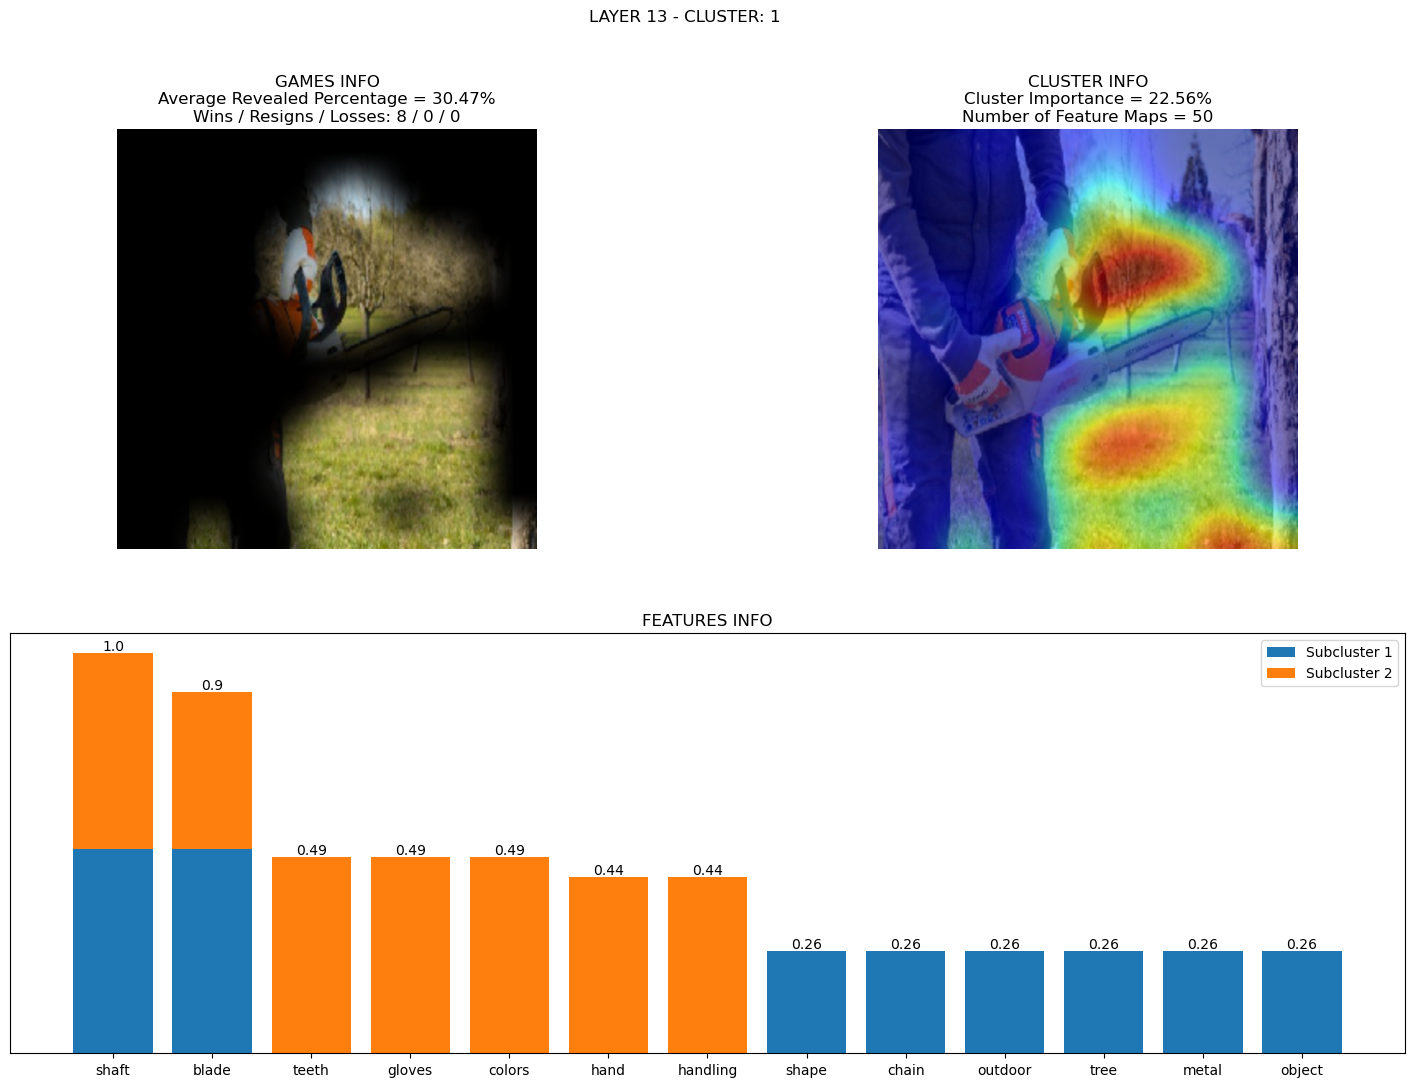 LAYER 13 - CLUSTER: 1
GAMES INFO
Average Revealed Percentage = 30.47%
Wins / Resigns / Losses: 8 / 0 / 0
CLUSTER INFO
Cluster Importance = 22.56%
Number of Feature Maps = 50
FEATURES INFO
Subcluster 1
Subcluster 2
1.0
0.9
0.49
0.49
0.49
0.44
0.44
0.26
0.26
0.26
0.26
0.26
0.26
shaft
blade
teeth
gloves
colors
hand
handling
shape
chain
outdoor
tree
metal
object